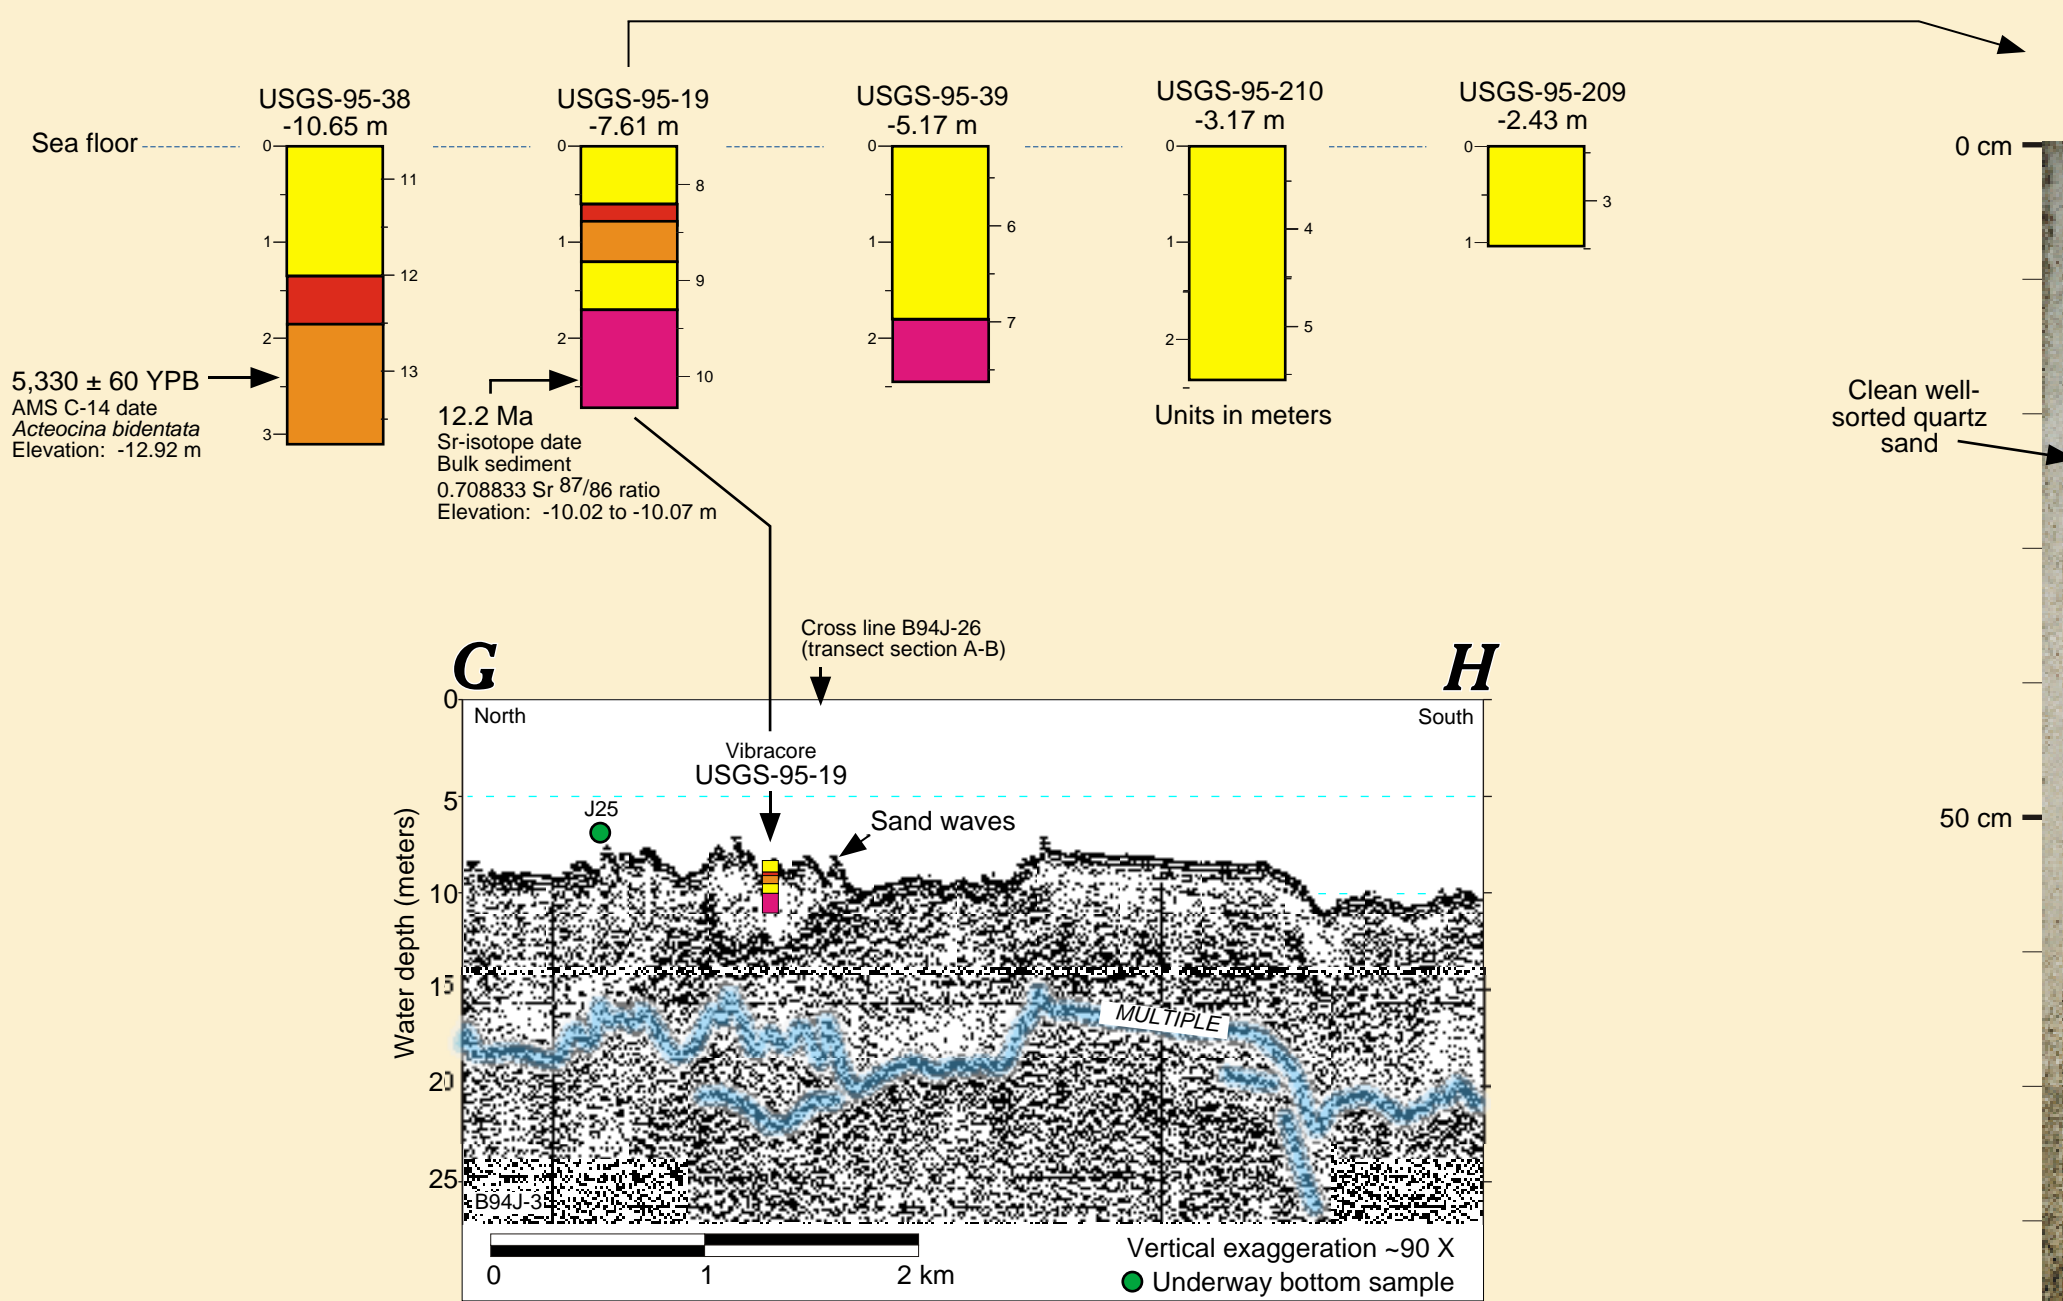 USGS-95-38
-10.65 m
USGS-95-19
-7.61 m
USGS-95-39
-5.17 m
USGS-95-210
-3.17 m
USGS-95-209
-2.43 m
Sea floor
0
1
2
3
11
12
13
0
1
2
8
9
10
0
1
2
6
7
0
1
2
4
5
0
1
3
0 cm
5,330 ± 60 YPB
AMS C-14 date
Acteocina bidentata
Elevation: -12.92 m
12.2 Ma
Sr-isotope date
Bulk sediment
0.708833 Sr 87/86 ratio
Elevation: -10.02 to -10.07 m
Units in meters
Clean well-
sorted quartz
sand
Cross line B94J-26
(transect section A-B)
G
H
North
South
Vibracore
USGS-95-19
J25
Sand waves
50 cm
Water depth (meters)
0
5
10
15
20
25
MULTIPLE
B94J-3
0
1
2 km
Vertical exaggeration ~90 X
Underway bottom sample